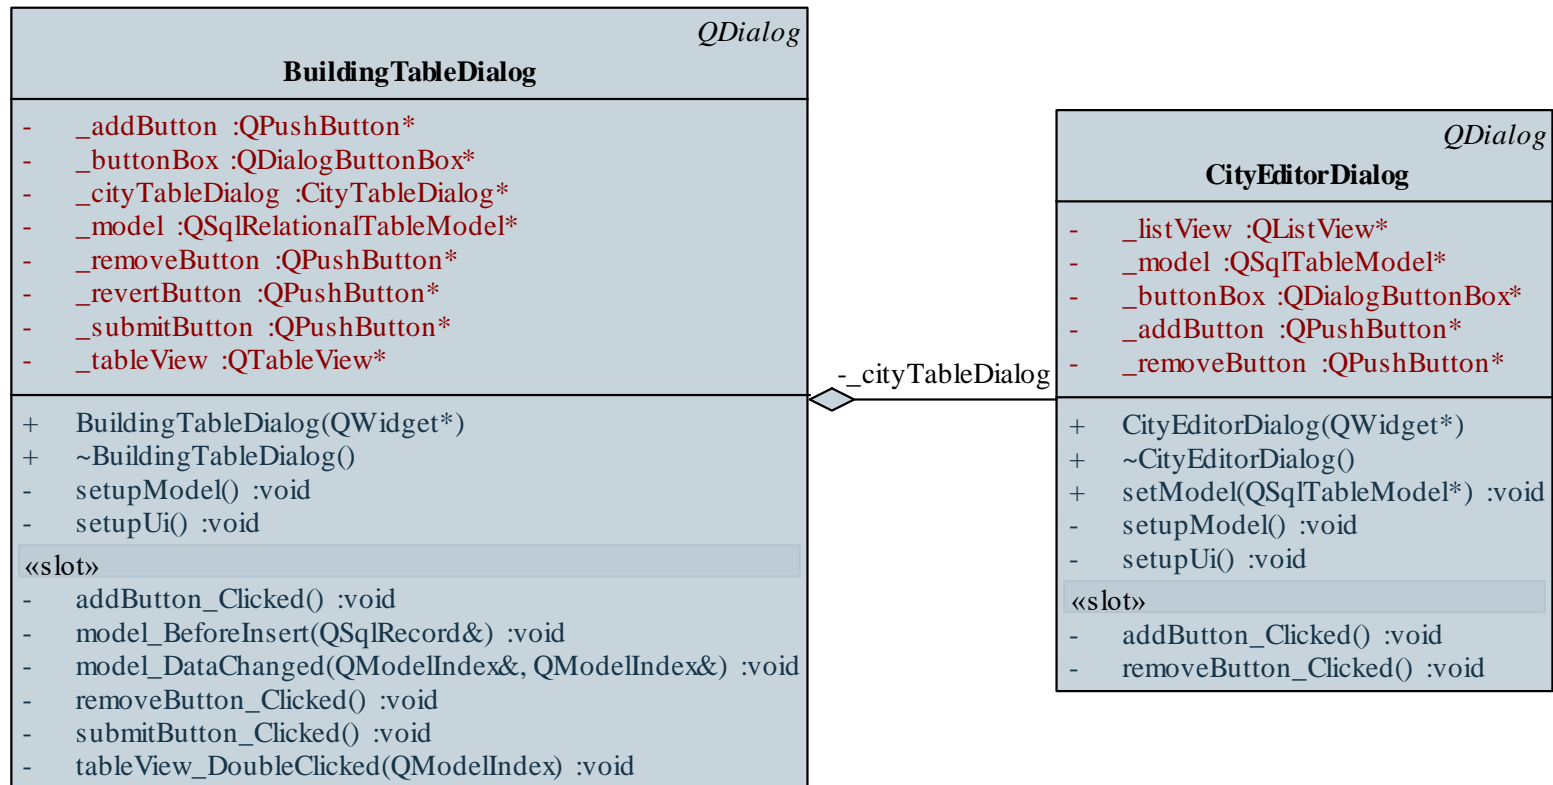 QDialog
BuildingTableDialog
- _addButton :QPushButton*
- _buttonBox :QDialogButtonBox*
- _cityTableDialog :CityTableDialog*
- _model :QSqlRelationalTableModel*
- _removeButton :QPushButton*
- _revertButton :QPushButton*
- _submitButton :QPushButton*
- _tableView :QTableView*
+ BuildingTableDialog(QWidget*)
+ ~BuildingTableDialog()
- setupModel() :void
- setupUi() :void
«slot»
- addButton_Clicked() :void
- model_BeforeInsert(QSqlRecord&) :void
- model_DataChanged(QModelIndex&, QModelIndex&) :void
- removeButton_Clicked() :void
- submitButton_Clicked() :void
- tableView_DoubleClicked(QModelIndex) :void
-_cityTableDialog
QDialog
CityEditorDialog
- _listView :QListView*
- _model :QSqlTableModel*
- _buttonBox :QDialogButtonBox*
- _addButton :QPushButton*
- _removeButton :QPushButton*
+ CityEditorDialog(QWidget*)
+ ~CityEditorDialog()
+ setModel(QSqlTableModel*) :void
- setupModel() :void
- setupUi() :void
«slot»
- addButton_Clicked() :void
- removeButton_Clicked() :void